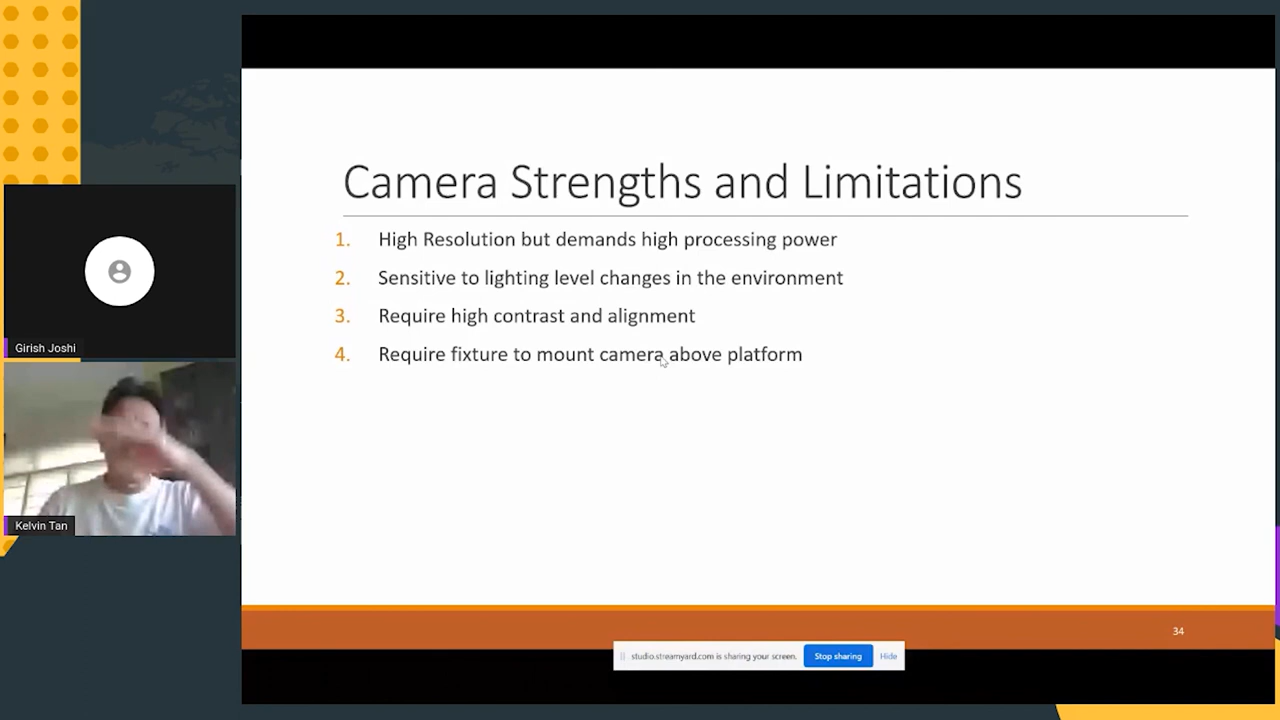 Camera Strengths and Limitations
1. High Resolution but demands high processing power
2. Sensitive to lighting level changes in the environment
3. Require high contrast and alignment
4. Require fixture to mount camera above platform
Girish Joshi
Kelvin Tan
34
studio.streamyard.com is sharing your screen. Stop sharing Hide